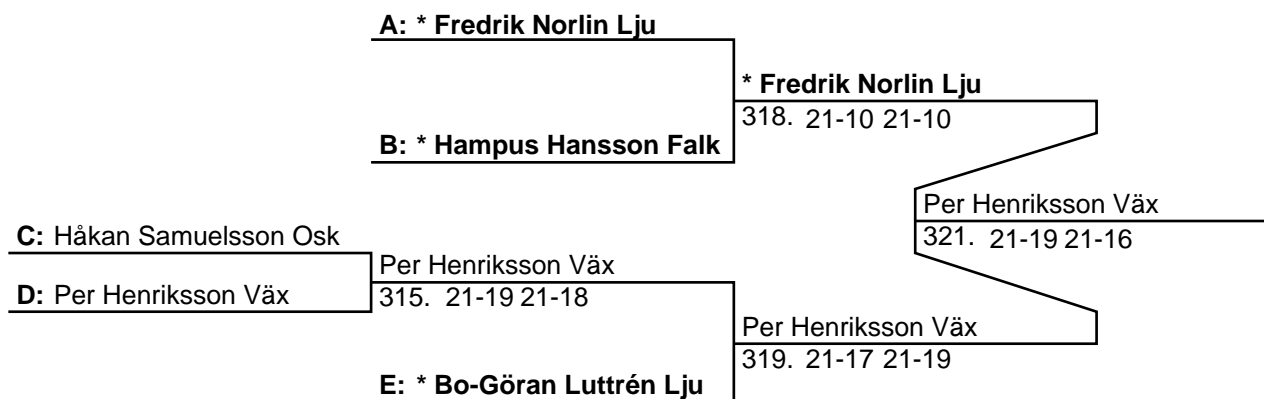 A: * Fredrik Norlin Lju
* Fredrik Norlin Lju
318. 21-10 21-10
B: * Hampus Hansson Falk
Per Henriksson Väx
321. 21-19 21-16
C: Håkan Samuelsson Osk
Per Henriksson Väx
315. 21-19 21-18
D: Per Henriksson Väx
Per Henriksson Väx
319. 21-17 21-19
E: * Bo-Göran Luttrén Lju